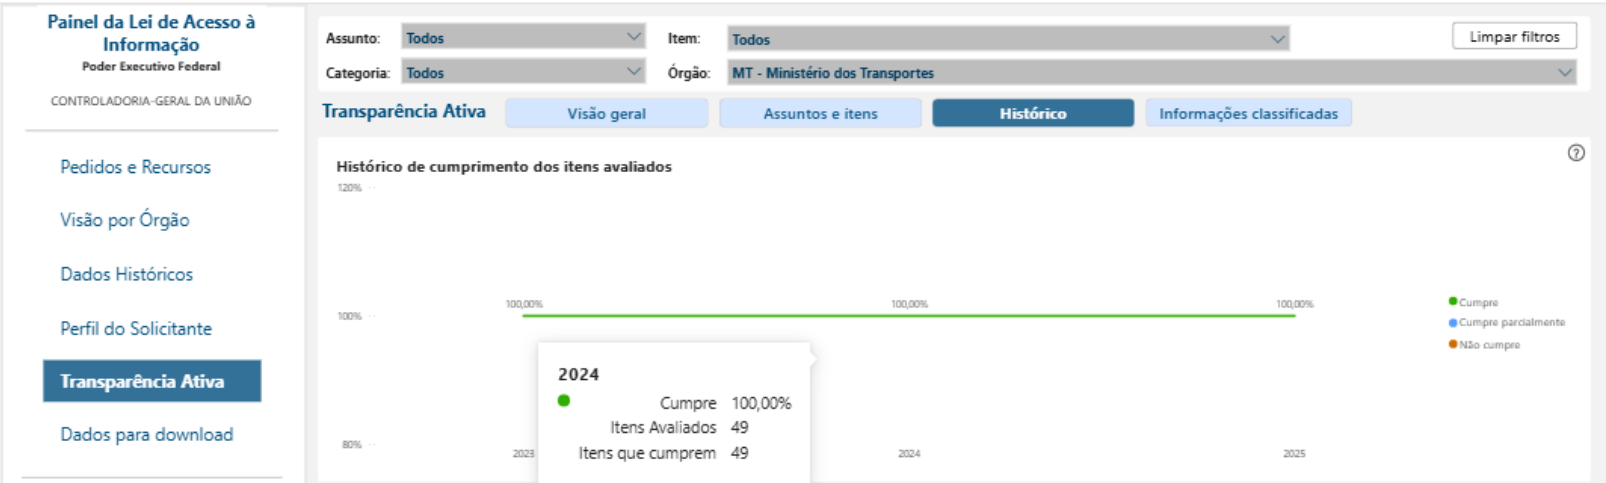 Painel da Lei de Acesso à
Informação
Poder Executivo Federal
CONTROLADORIA-GERAL DA UNIÃO
Pedidos e Recursos
Visão por Órgão
Dados Históricos
Perfil do Solicitante
Transparência Ativa
Dados para download
Assunto: Todos
Item: Todos
Limpar filtros
Categoria: Todos
Órgão: MT - Ministério dos Transportes
Transparência Ativa
Visão geral
Assuntos e itens
Histórico
Informações classificadas
Histórico de cumprimento dos itens avaliados
?
120%
100%
80%
100,00%
100,00%
100,00%
2023
2024
2025
2024
Cumpre 100,00%
Itens Avaliados 49
Itens que cumprem 49
Cumpre
Cumpre parcialmente
Não cumpre